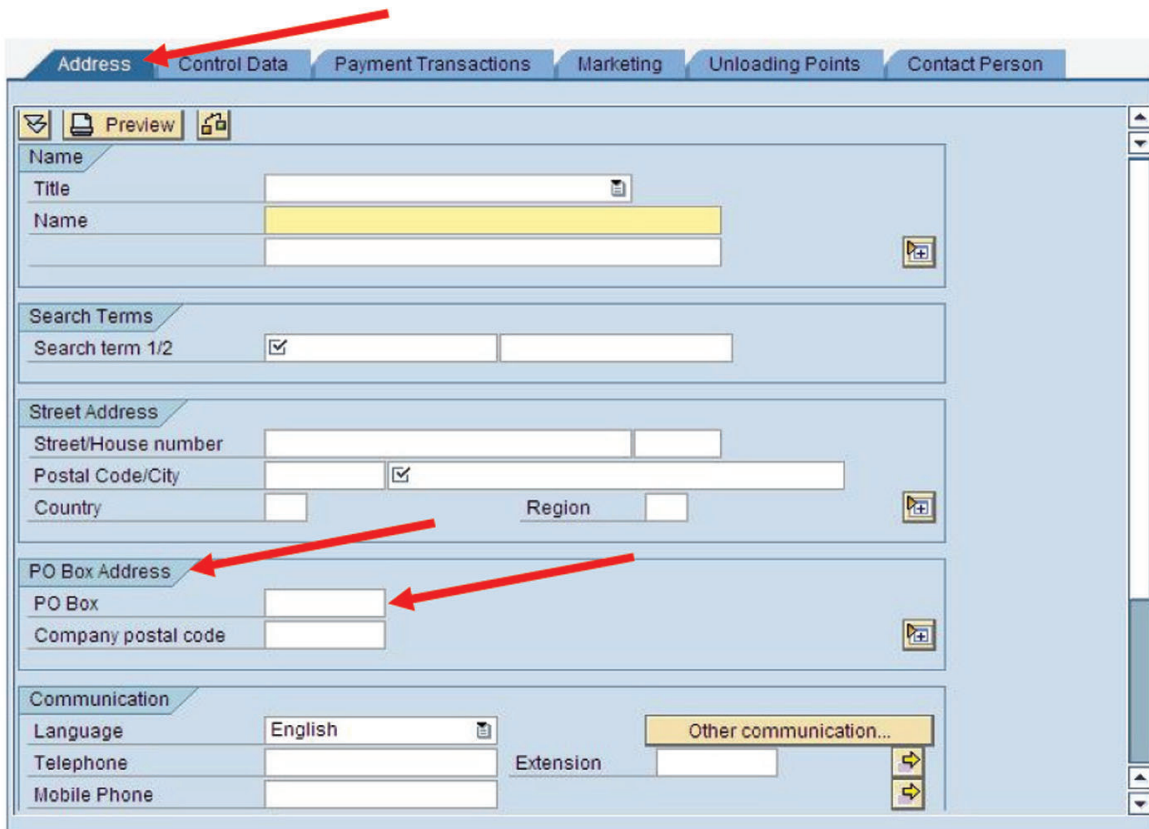 Address Control Data Payment Transactions Marketing Unloading Points Contact Person
Preview
Name
Title
Name
Search Terms
Search term 1/2
Street Address
Street/House number
Postal Code/City
Country Region
PO Box Address
PO Box
Company postal code
Communication
Language English Other communication...
Telephone Extension
Mobile Phone